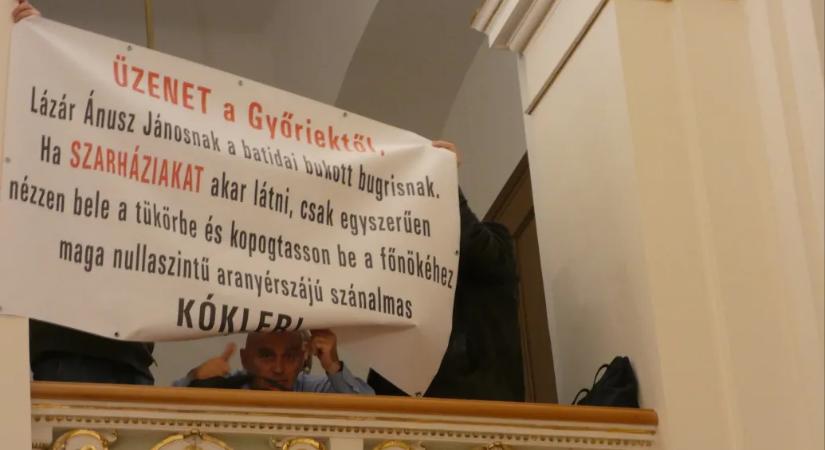 ÜZENET a Győriektől.
Lázár Ánusz Jánosnak a batidai bukott bugrisnak.
Ha SZARHÁZIAKAT akar látni, csak egyszerűen
nézzen bele a tükörbe és kopogtasson be a főnökéhez
maga nullaszintű aranyérszájú szánalmas
KÓKLER!